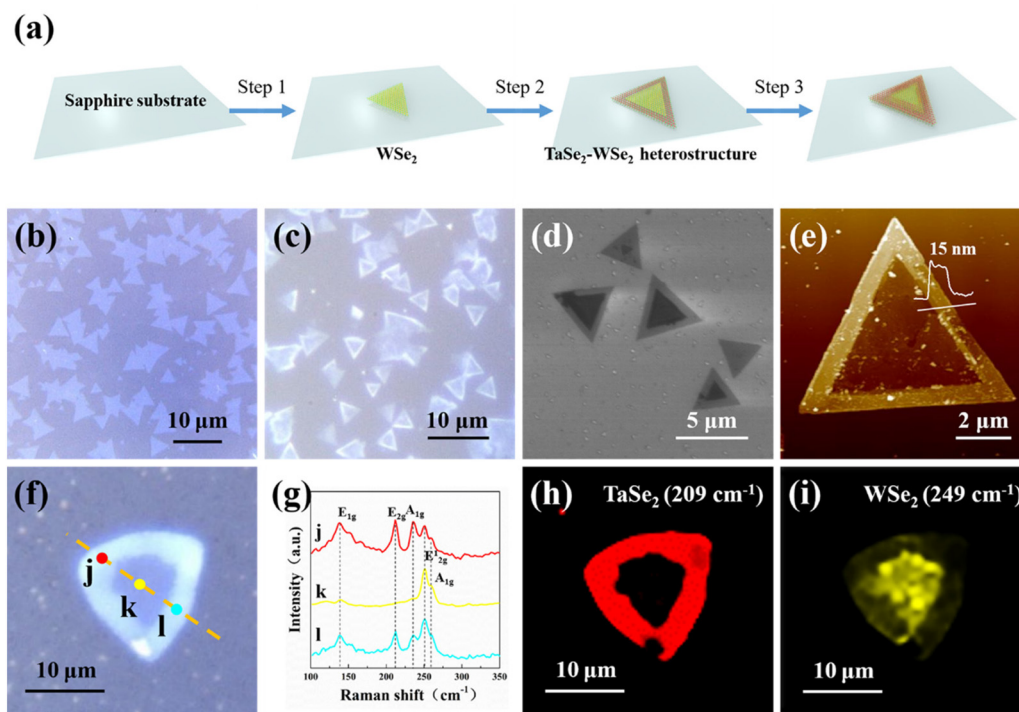 (a)
Sapphire substrate
Step 1
WSe₂
Step 2
TaSe₂-WSe₂ heterostructure
Step 3
(b)
10 μm
(c)
10 μm
(d)
5 μm
(e)
15 nm
2 μm
(f)
j
k
l
10 μm
(g)
Intensity (a.u.)
E₁g
E₂g
A₁g
j
E¹₂g
A₁g
k
l
100 150 200 250 300 350
Raman shift（cm⁻¹）
(h)
TaSe₂ (209 cm⁻¹)
10 μm
(i)
WSe₂ (249 cm⁻¹)
10 μm